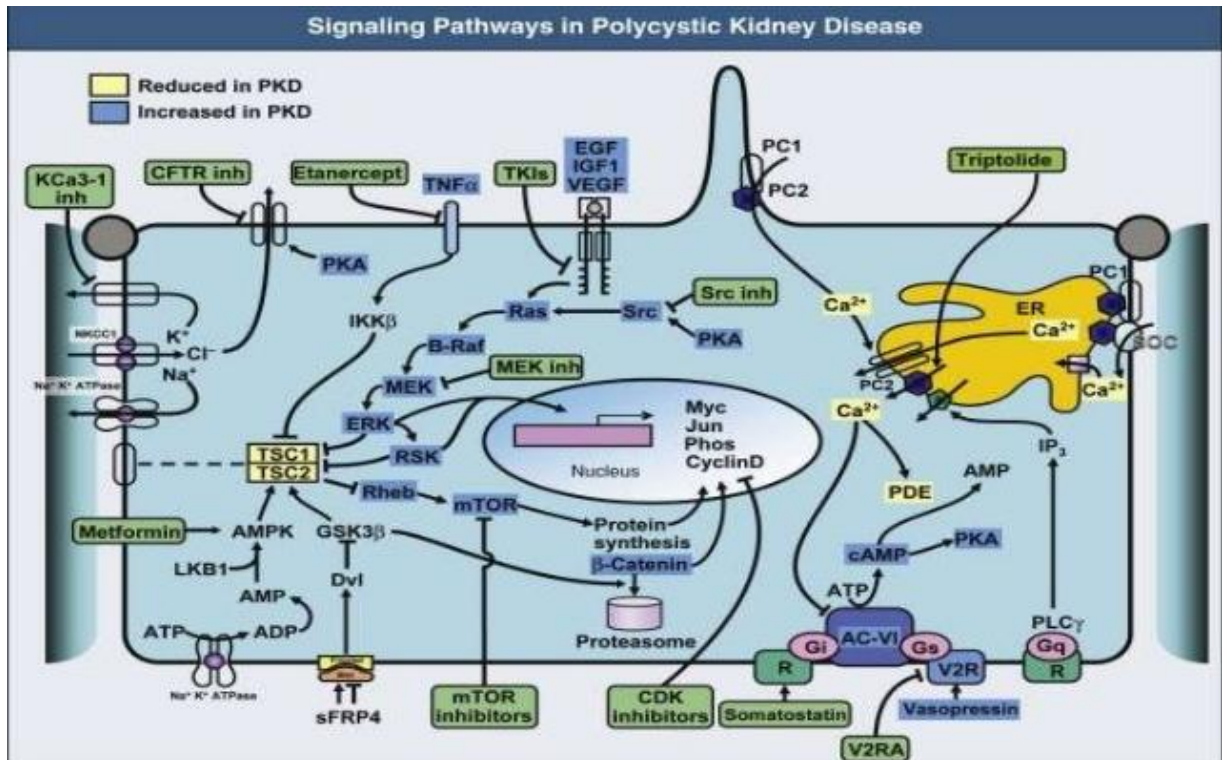 Signaling Pathways in Polycystic Kidney Disease
Reduced in PKD
Increased in PKD
KCa3-1
inh
CFTR inh
Etanercept
TNFα
TKIs
EGF
IGF1
VEGF
PC1
PC2
Triptolide
PKA
NKCC1
K⁺
Cl⁻
Na⁺
Na⁺ K⁺ ATPase
IKKβ
Ras
Src
Src inh
PKA
B-Raf
MEK
MEK inh
ERK
RSK
TSC1
TSC2
Rheb
mTOR
Myc
Jun
Phos
CyclinD
Nucleus
Protein
synthesis
β-Catenin
Proteasome
Metformin
AMPK
GSK3β
LKB1
Dvl
AMP
ATP
ADP
Na⁺ K⁺ ATPase
sFRP4
mTOR
inhibitors
CDK
inhibitors
Ca²⁺
ER
Ca²⁺
PC1
SOC
Ca²⁺
PC2
Ca²⁺
IP₃
PDE
AMP
cAMP
PKA
ATP
AC-VI
Gi
Gs
R
V2R
Somatostatin
Vasopressin
V2RA
PLCγ
Gq
R